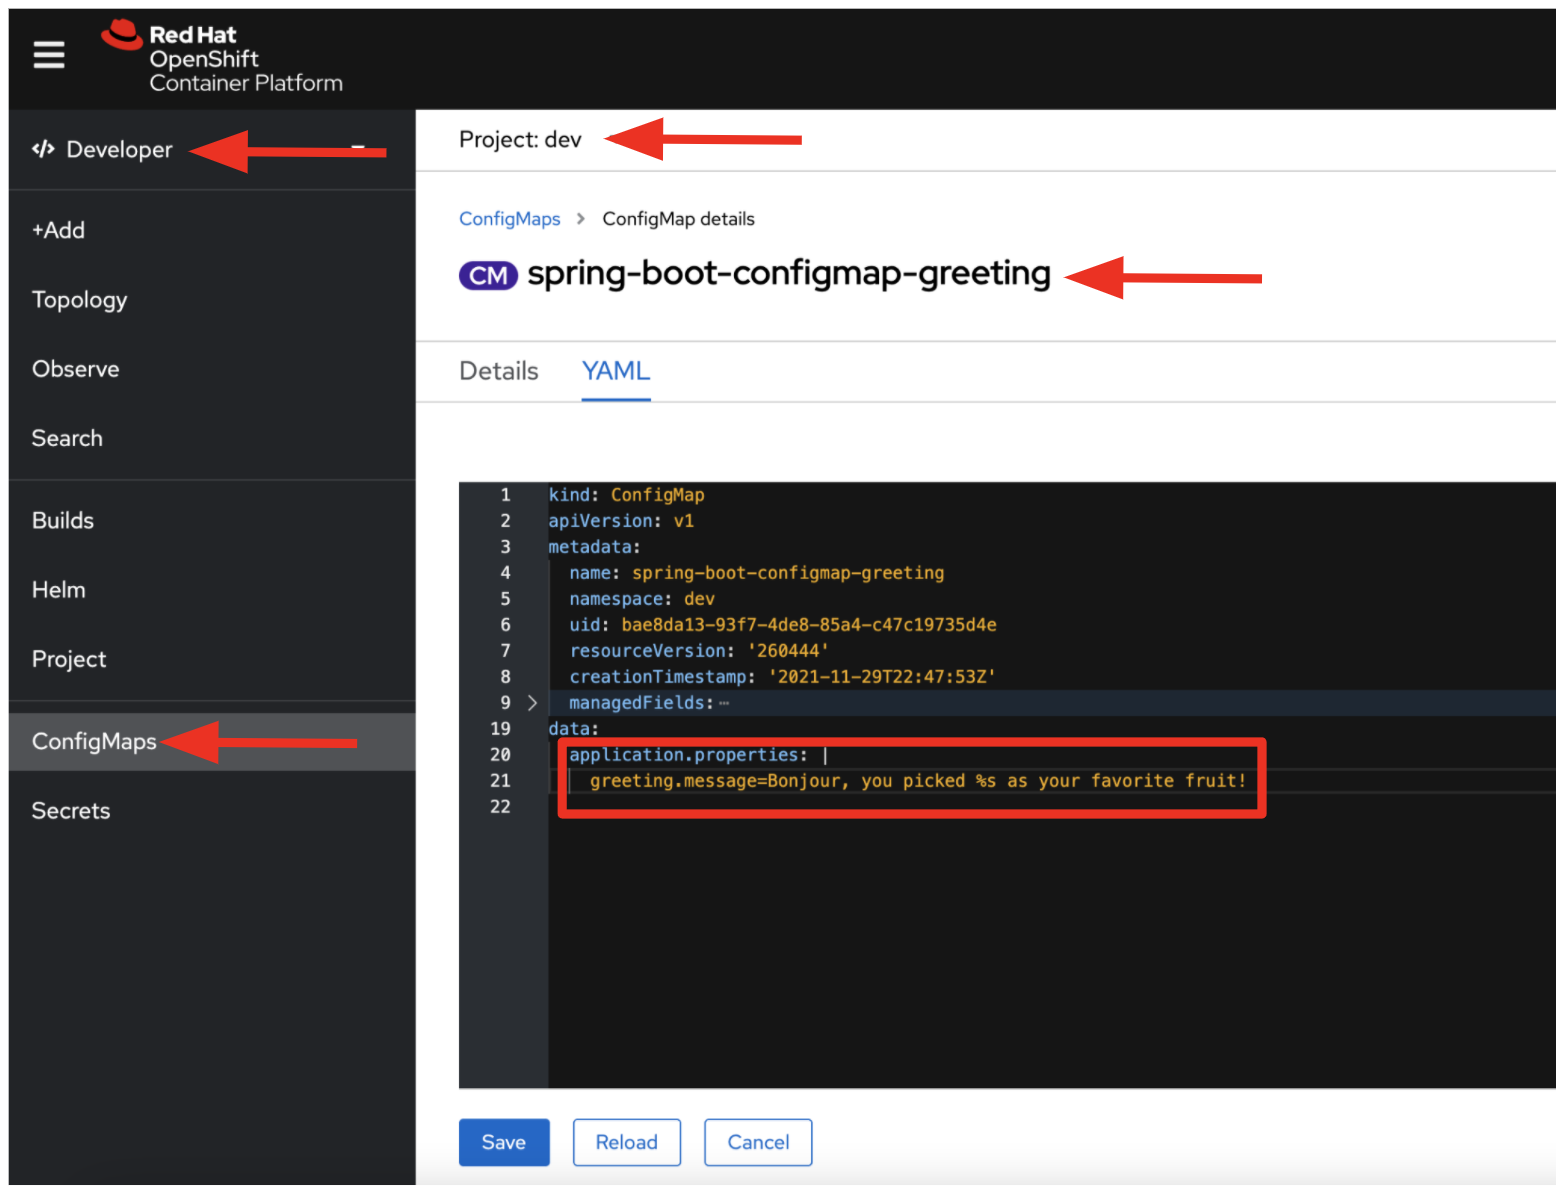 Red Hat
OpenShift
Container Platform
</> Developer
+Add
Topology
Observe
Search
Builds
Helm
Project
ConfigMaps
Secrets
Project: dev
ConfigMaps > ConfigMap details
CM spring-boot-configmap-greeting
Details YAML
1 kind: ConfigMap
2 apiVersion: v1
3 metadata:
4 name: spring-boot-configmap-greeting
5 namespace: dev
6 uid: bae8da13-93f7-4de8-85a4-c47c19735d4e
7 resourceVersion: '260444'
8 creationTimestamp: '2021-11-29T22:47:53Z'
9 > managedFields: ⋯
19 data:
20 application.properties: |
21 greeting.message=Bonjour, you picked %s as your favorite fruit!
22
Save Reload Cancel